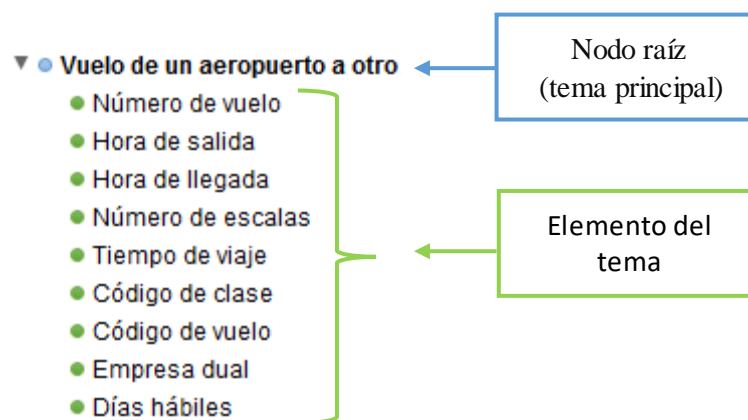 Vuelo de un aeropuerto a otro
Número de vuelo
Hora de salida
Hora de llegada
Número de escalas
Tiempo de viaje
Código de clase
Código de vuelo
Empresa dual
Días hábiles
Nodo raíz
(tema principal)
Elemento del
tema